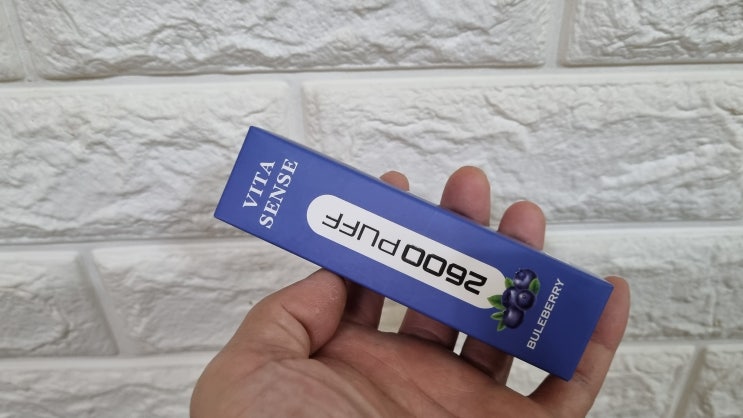 VITA
SENSE
2600 PUFF
BULEBERRY